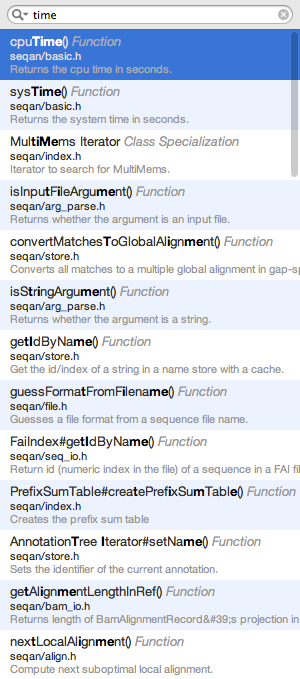 time
cpuTime() Function
seqan/basic.h
Returns the cpu time in seconds.
sysTime() Function
seqan/basic.h
Returns the system time in seconds.
MultiMems Iterator Class Specialization
seqan/index.h
Iterator to search for MultiMems.
isInputFileArgument() Function
seqan/arg_parse.h
Returns whether the argument is an input file.
convertMatchesToGlobalAlignment() Function
seqan/store.h
Converts all matches to a multiple global alignment in gap-sp
isStringArgument() Function
seqan/arg_parse.h
Returns whether the argument is a string.
getIdByName() Function
seqan/store.h
Get the id/index of a string in a name store with a cache.
guessFormatFromFilename() Function
seqan/file.h
Guesses a file format from a sequence file name.
FaiIndex#getIdByName() Function
seqan/seq_io.h
Return id (numeric index in the file) of a sequence in a FAI fil
PrefixSumTable#createPrefixSumTable() Function
seqan/index.h
Creates the prefix sum table
AnnotationTree Iterator#setName() Function
seqan/store.h
Sets the identifier of the current annotation.
getAlignmentLengthInRef() Function
seqan/bam_io.h
Returns length of BamAlignmentRecord&#39;s projection in
nextLocalAlignment() Function
seqan/align.h
Compute next suboptimal local alignment.